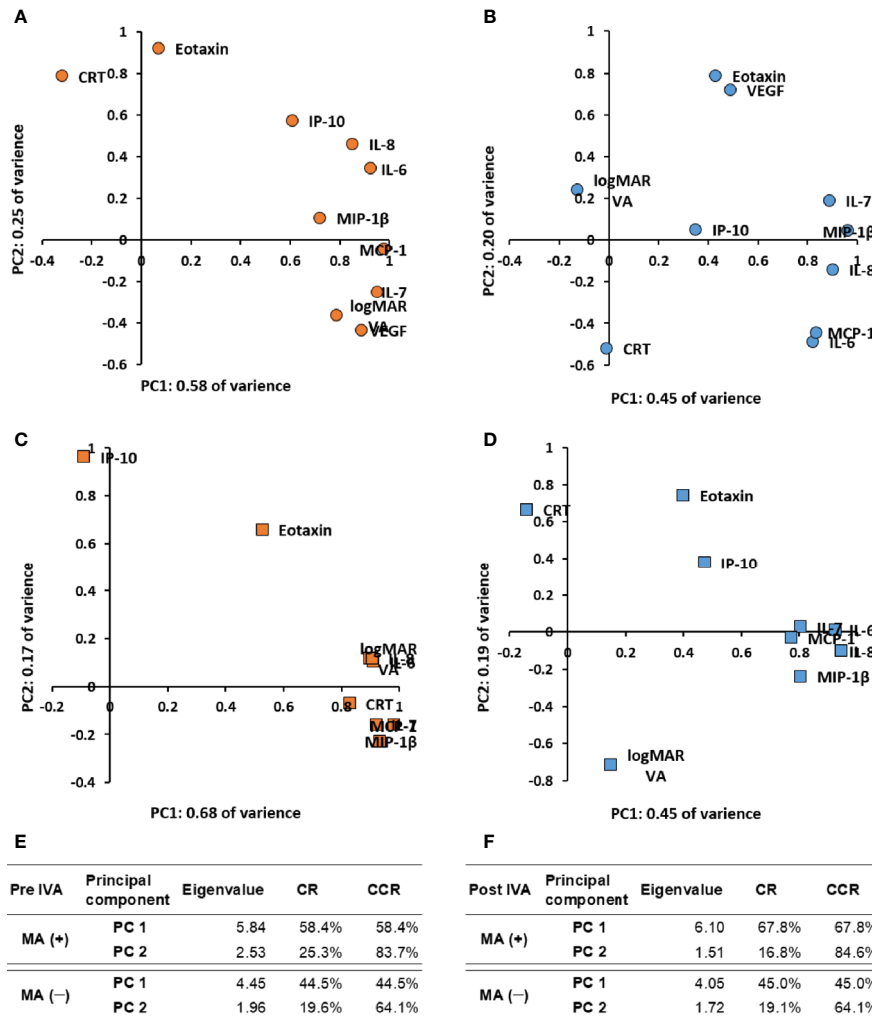 A
1
Eotaxin
0.8
CRT
0.6
IP-10
IL-8
0.4
IL-6
0.2
MIP-1β
0
MCP-1
-0.4 -0.2 0 0.2 0.4 0.6 0.8 1
-0.2
IL-7
logMAR
VA
-0.4
VEGF
-0.6
PC2: 0.25 of varience
PC1: 0.58 of varience
B
1
0.8
Eotaxin
VEGF
0.6
0.4
logMAR
VA
0.2
IL-7
IP-10
MIP-1β
0
-0.4 -0.2 0 0.2 0.4 0.6 0.8 1
IL-8
-0.2
-0.4
MCP-1
IL-6
CRT
-0.6
PC2: 0.20 of varience
PC1: 0.45 of varience
C
1
IP-10
0.8
Eotaxin
0.6
0.4
0.2
logMAR
VA
IL-8
IL-6
0
-0.2 0 0.2 0.4 0.6 0.8 1
CRT
MCP-1
IL-7
-0.2
MIP-1β
-0.4
PC2: 0.17 of varience
PC1: 0.68 of varience
D
1
0.8
Eotaxin
CRT
0.6
0.4
IP-10
0.2
IL-7
IL-6
0
MCP-1
-0.2 0 0.2 0.4 0.6 0.8 1
IL-8
-0.2
MIP-1β
-0.4
-0.6
logMAR
VA
-0.8
PC2: 0.19 of varience
PC1: 0.45 of varience
E
Pre IVA Principal component Eigenvalue CR CCR
MA (+) PC 1 5.84 58.4% 58.4%
PC 2 2.53 25.3% 83.7%
MA (—) PC 1 4.45 44.5% 44.5%
PC 2 1.96 19.6% 64.1%
F
Post IVA Principal component Eigenvalue CR CCR
MA (+) PC 1 6.10 67.8% 67.8%
PC 2 1.51 16.8% 84.6%
MA (—) PC 1 4.05 45.0% 45.0%
PC 2 1.72 19.1% 64.1%